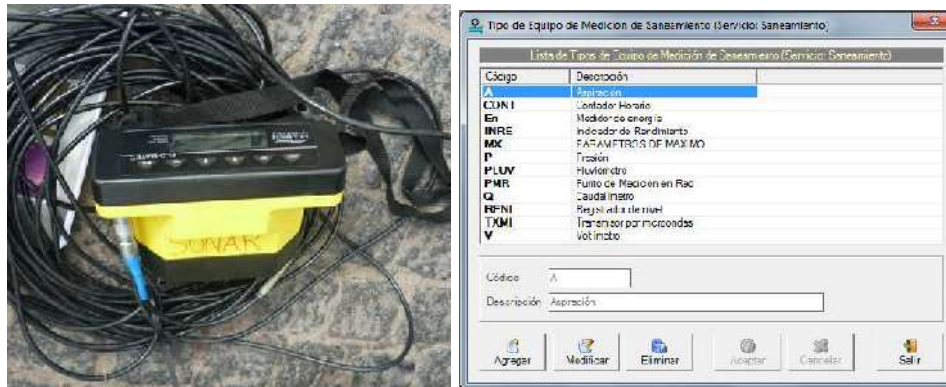 SONAR
Tipo de Equipo de Medición de Saneamiento (Servicio: Saneamiento)
Lista de Tipos de Equipo de Medición de Saneamiento (Servicio: Saneamiento)
Código Descripción
A Aspiración
CONT Contador Horario
En Medidor de energía
INRE Indicador de Rendimiento
MX PARAMETROS DE MAXIMO
P Presión
PLUV Pluviometro
PMR Punto de Medicion en Red
Q Caudalimetro
RENI Registrador de nivel
TXMI Transmisor por microondas
V Voltimetro
Código A
Descripción Aspiración
Agregar Modificar Eliminar Aceptar Cancelar Salir